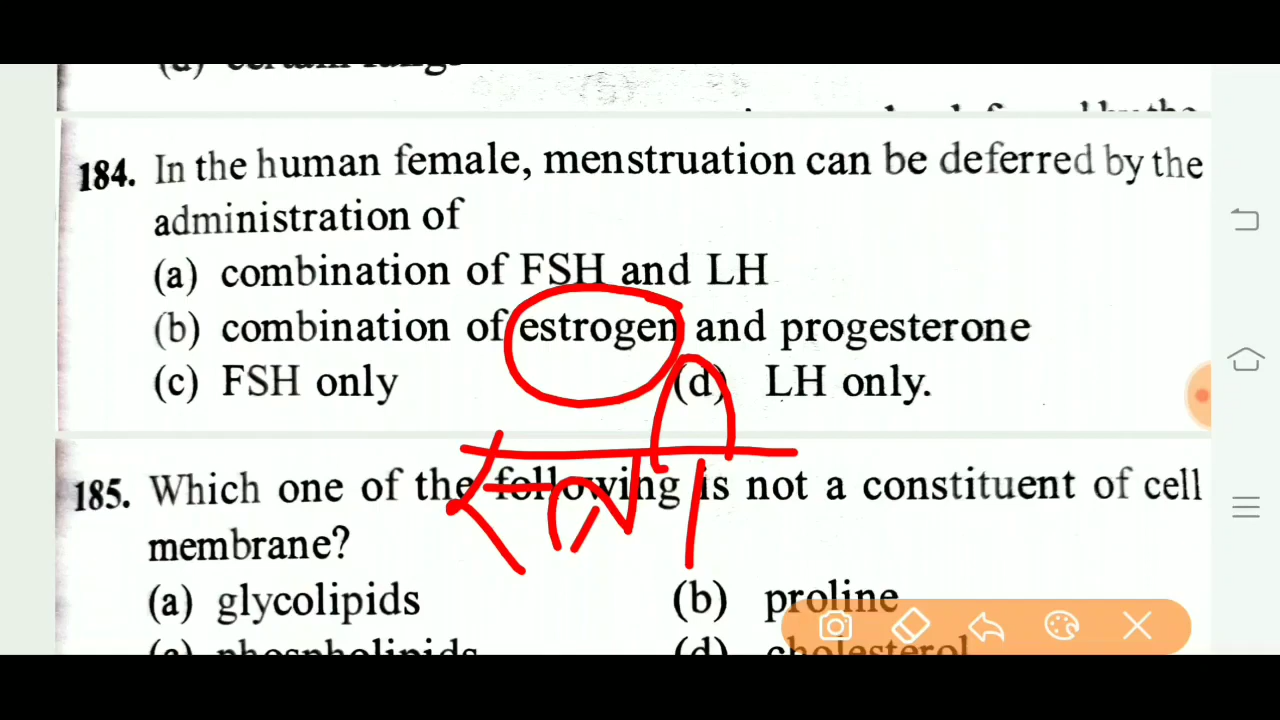 184. In the human female, menstruation can be deferred by the
administration of
(a) combination of FSH and LH
(b) combination of estrogen and progesterone
(c) FSH only (d) LH only.
185. Which one of the following is not a constituent of cell
membrane?
(a) glycolipids (b) proline
(c) phospholipids (d) cholesterol